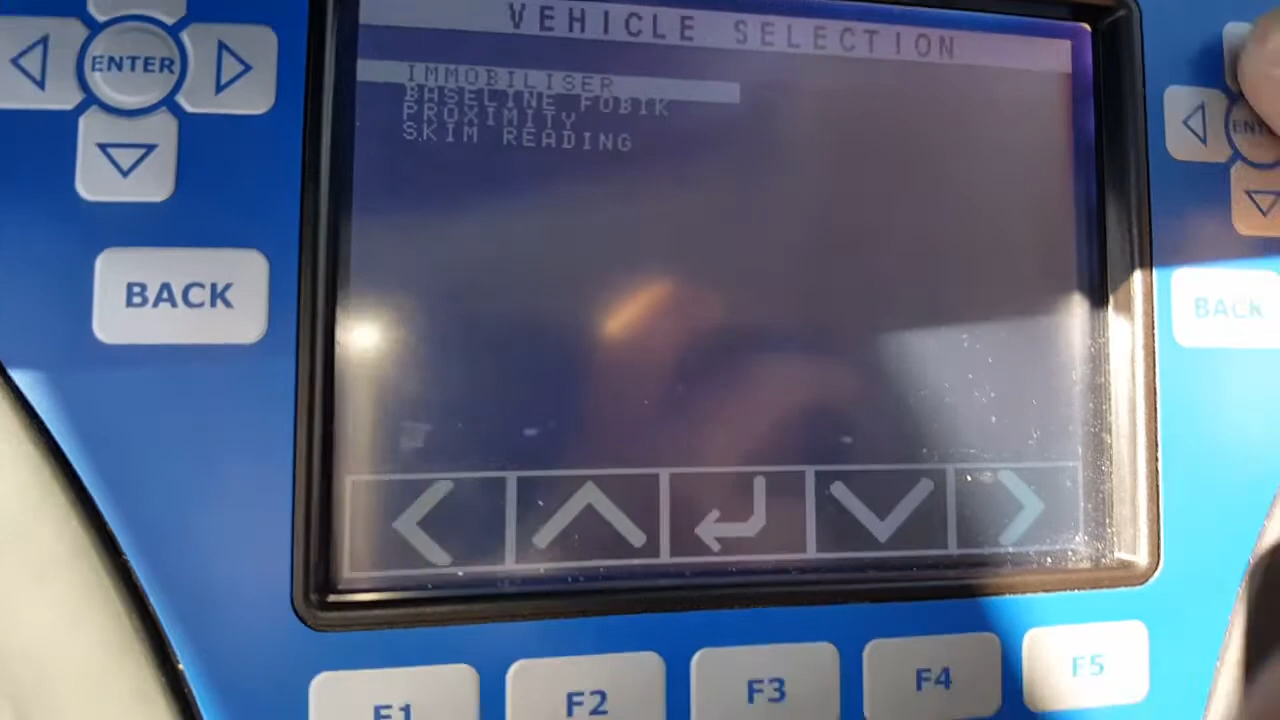 VEHICLE SELECTION
IMMOBILISER
BASELINE FOBIK
PROXIMITY
SKIM READING
ENTER
BACK
BACK
F1
F2
F3
F4
F5